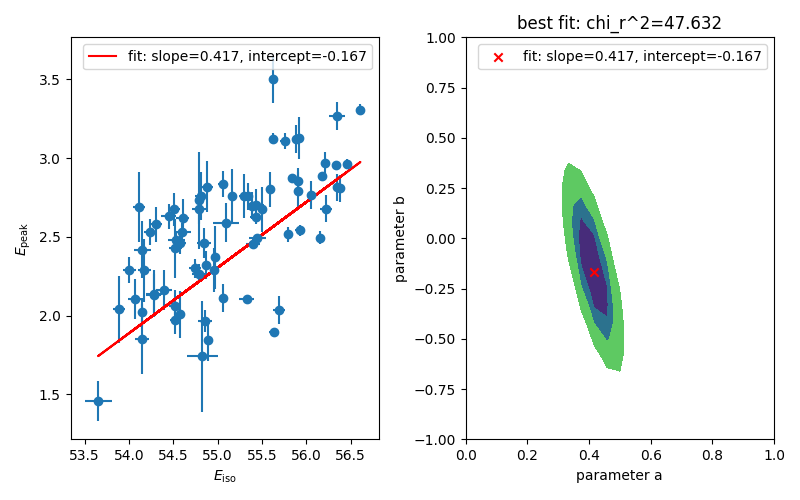 best fit: chi_r^2=47.632
fit: slope=0.417, intercept=-0.167
3.5
3.0
2.5
2.0
1.5
E_peak
53.5 54.0 54.5 55.0 55.5 56.0 56.5
E_iso
fit: slope=0.417, intercept=-0.167
1.00
0.75
0.50
0.25
0.00
−0.25
−0.50
−0.75
−1.00
parameter b
0.0 0.2 0.4 0.6 0.8 1.0
parameter a